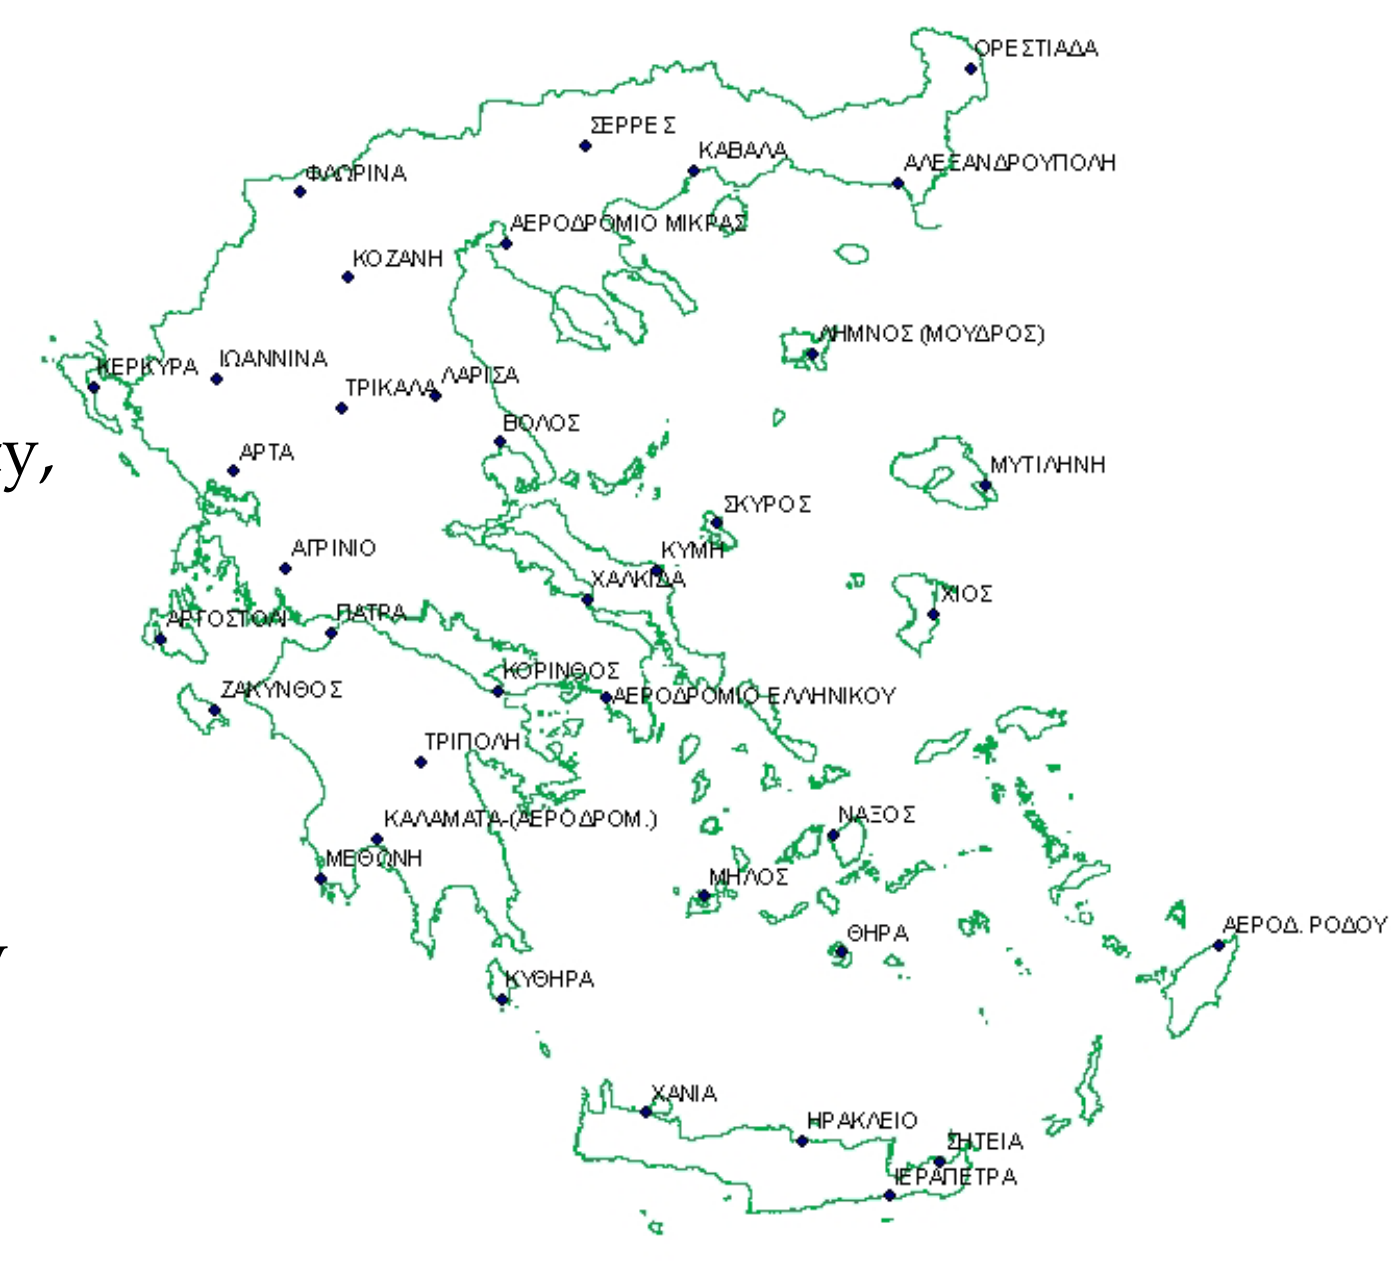 ΟΡΕΣΤΙΑΔΑ
ΣΕΡΡΕΣ
ΚΑΒΑΛΑ
ΑΛΕΞΑΝΔΡΟΥΠΟΛΗ
ΦΛΩΡΙΝΑ
ΑΕΡΟΔΡΟΜΙΟ ΜΙΚΡΑΣ
ΚΟΖΑΝΗ
ΛΗΜΝΟΣ (ΜΟΥΔΡΟΣ)
ΚΕΡΚΥΡΑ
ΙΩΑΝΝΙΝΑ
ΤΡΙΚΑΛΑ
ΛΑΡΙΣΑ
ΒΟΛΟΣ
ΑΡΤΑ
ΜΥΤΙΛΗΝΗ
ΣΚΥΡΟΣ
ΑΓΡΙΝΙΟ
ΚΥΜΗ
ΧΑΛΚΙΔΑ
ΧΙΟΣ
ΑΡΓΟΣΤΟΛΙ
ΠΑΤΡΑ
ΚΟΡΙΝΘΟΣ
ΖΑΚΥΝΘΟΣ
ΑΕΡΟΔΡΟΜΙΟ ΕΛΛΗΝΙΚΟΥ
ΤΡΙΠΟΛΗ
ΚΑΛΑΜΑΤΑ-(ΑΕΡΟΔΡΟΜ.)
ΝΑΞΟΣ
ΜΕΘΩΝΗ
ΜΗΛΟΣ
ΘΗΡΑ
ΑΕΡΟΔ. ΡΟΔΟΥ
ΚΥΘΗΡΑ
ΧΑΝΙΑ
ΗΡΑΚΛΕΙΟ
ΣΗΤΕΙΑ
ΙΕΡΑΠΕΤΡΑ